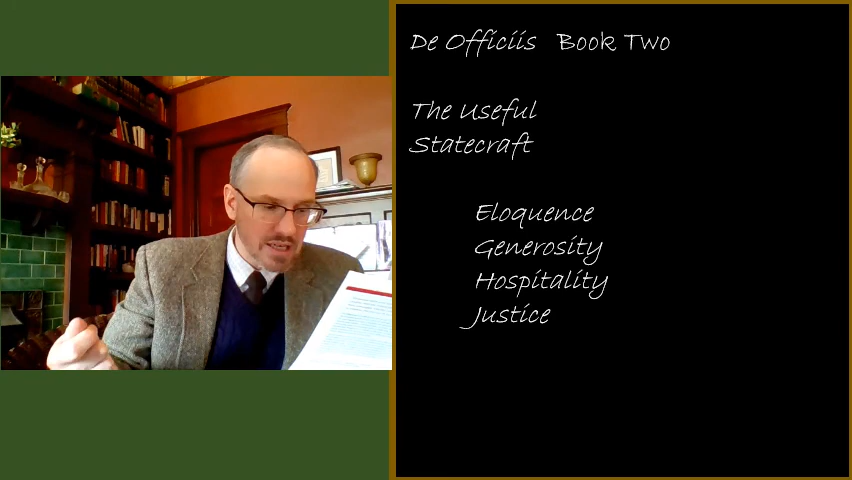 De Officiis Book Two
The Useful
Statecraft
Eloquence
Generosity
Hospitality
Justice